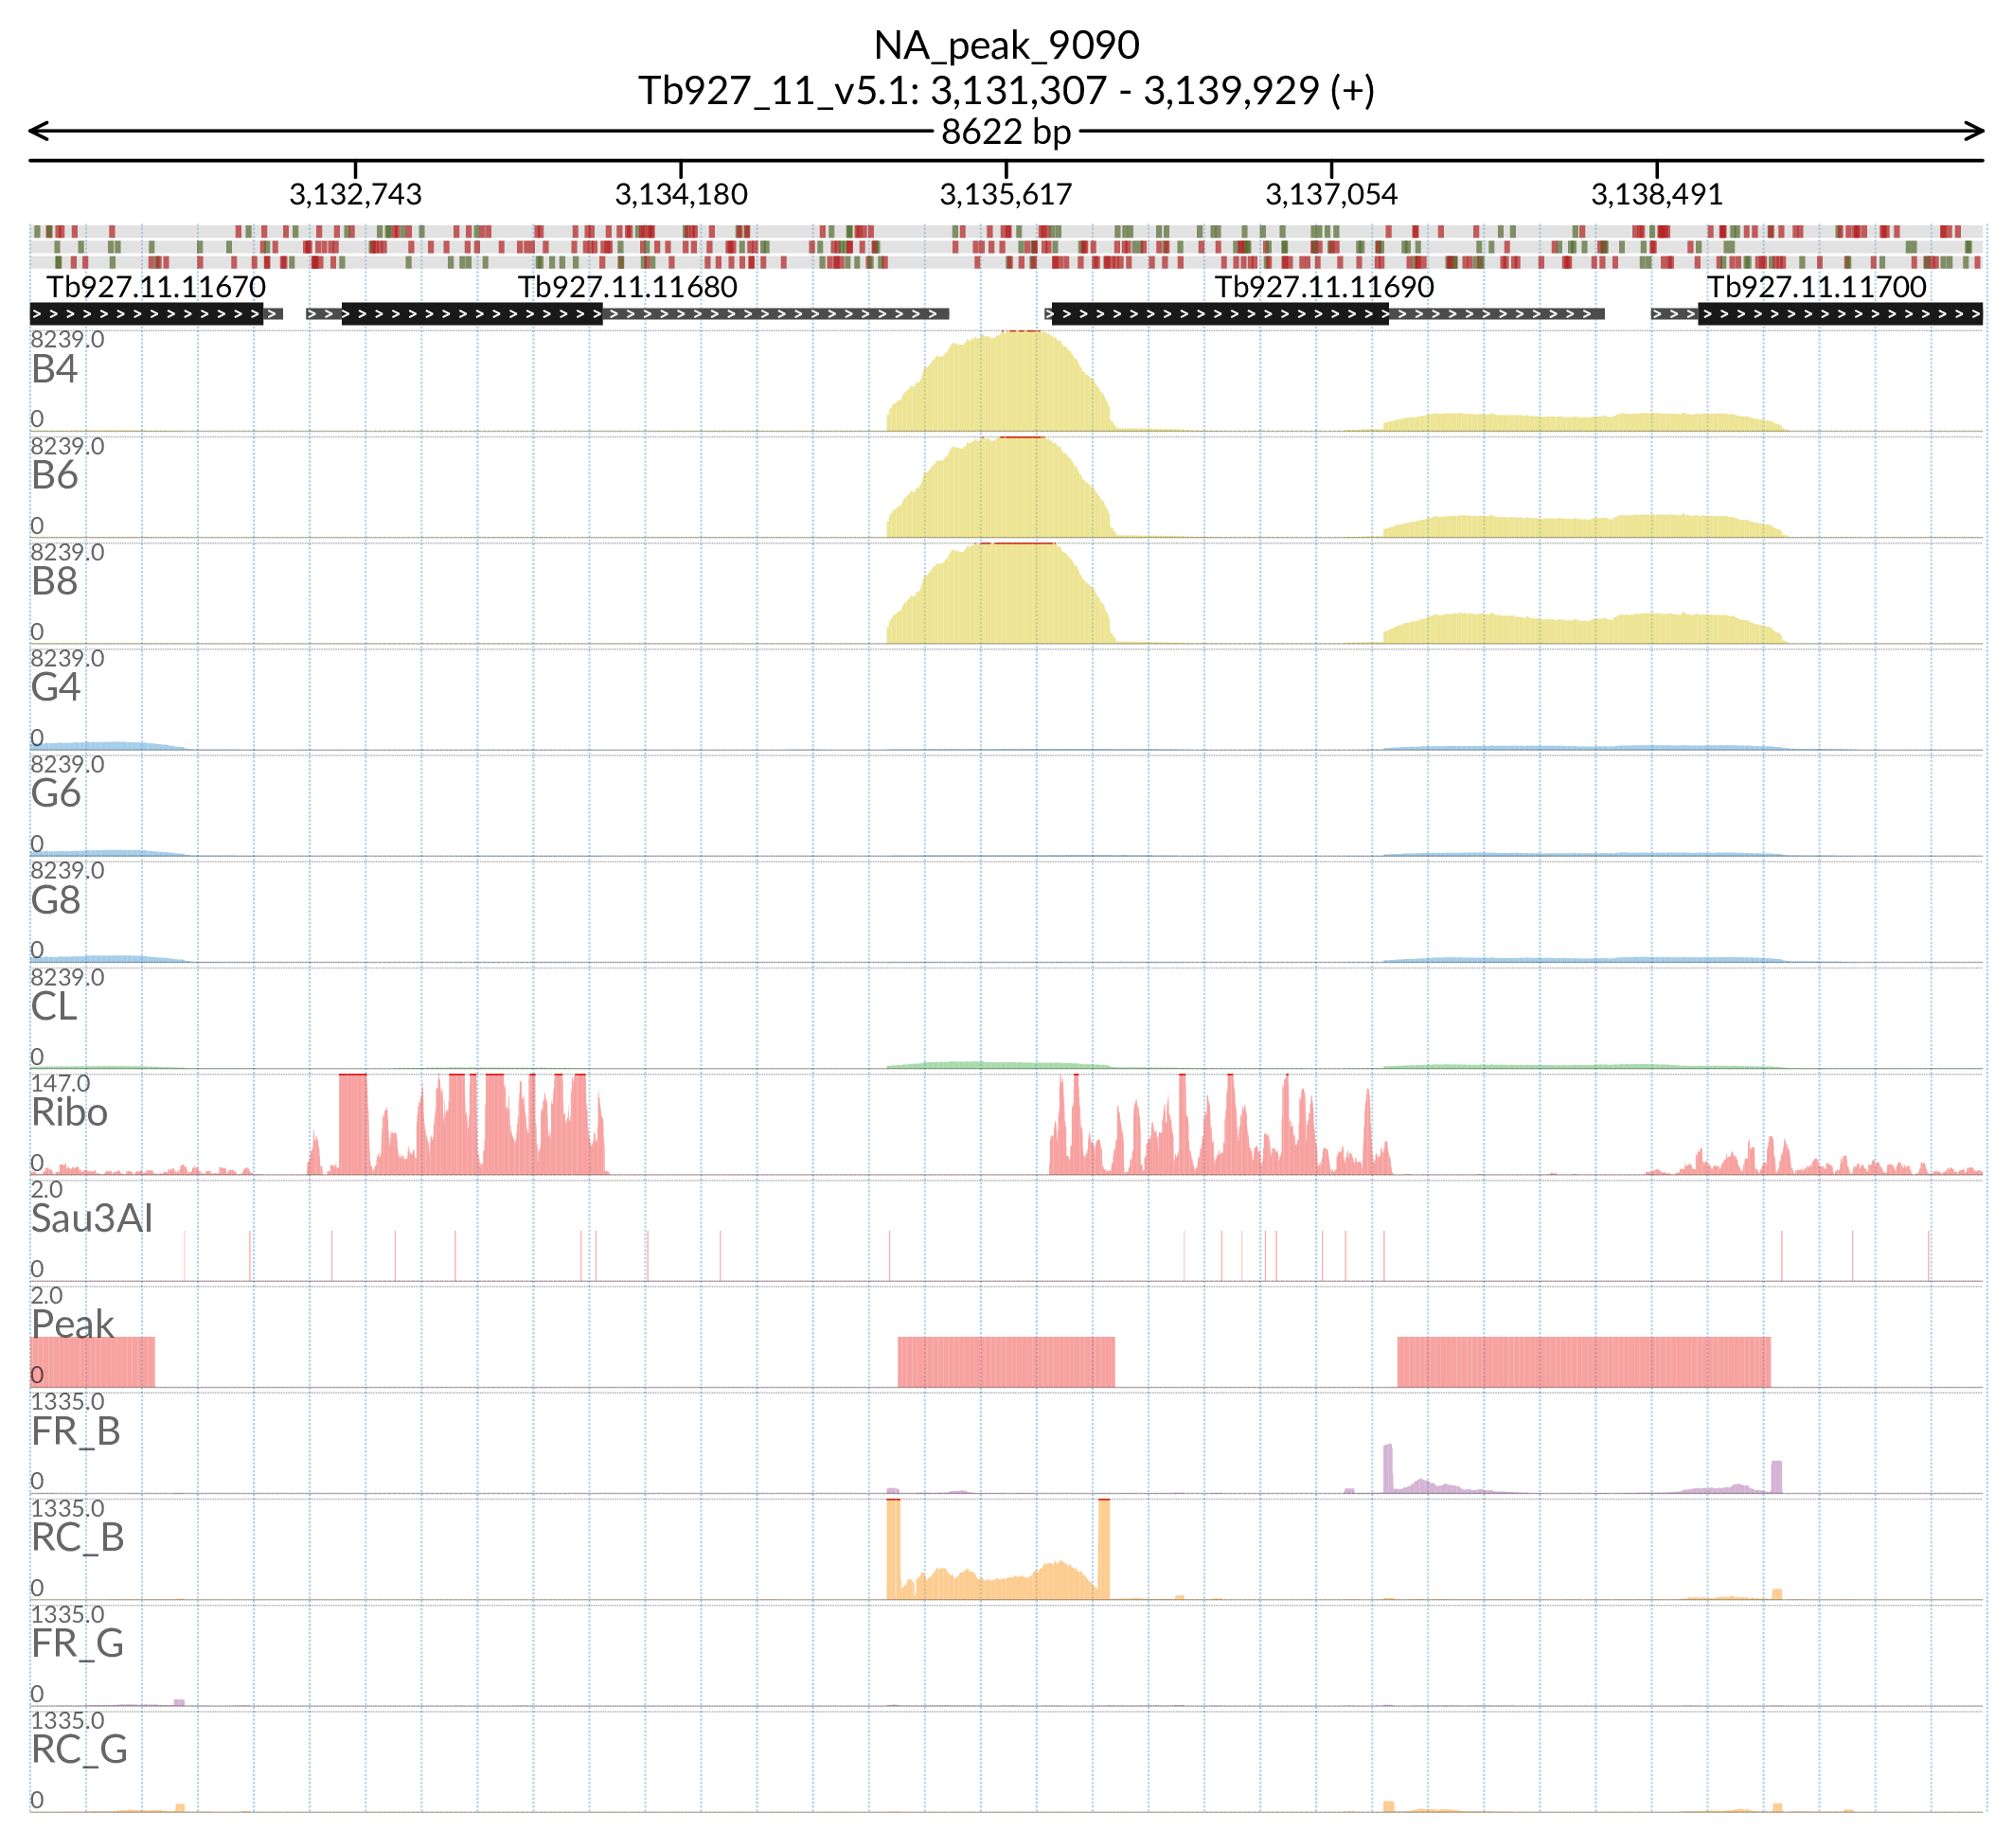 NA_peak_9090
Tb927_11_v5.1: 3,131,307 - 3,139,929 (+)
8622 bp
3,132,743 3,134,180 3,135,617 3,137,054 3,138,491
Tb927.11.11670 Tb927.11.11680 Tb927.11.11690 Tb927.11.11700
8239.0
B4
0
8239.0
B6
0
8239.0
B8
0
8239.0
G4
0
8239.0
G6
0
8239.0
G8
0
8239.0
CL
0
147.0
Ribo
0
2.0
Sau3AI
0
2.0
Peak
0
1335.0
FR_B
0
1335.0
RC_B
0
1335.0
FR_G
0
1335.0
RC_G
0